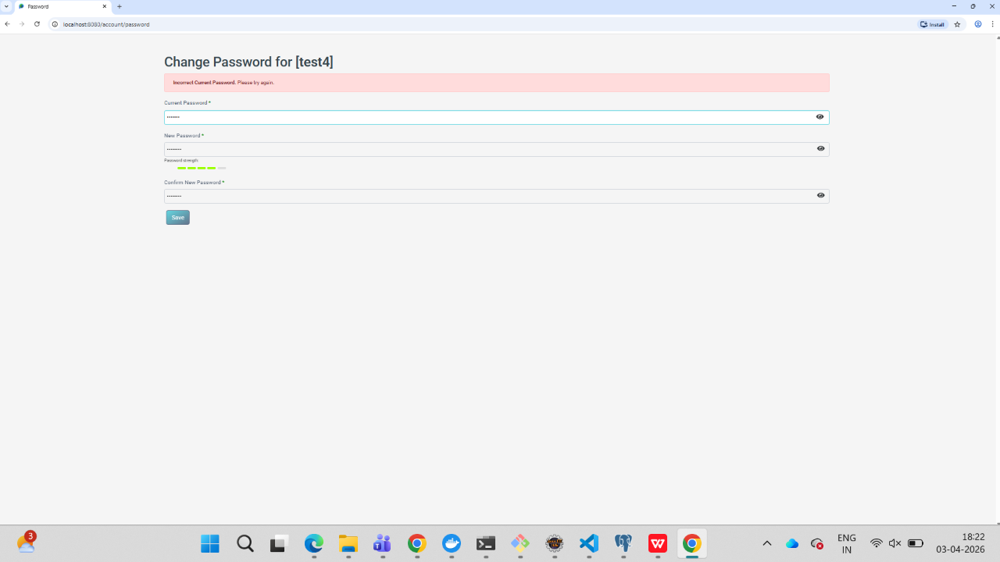 Password
localhost:8080/account/password
Install
Change Password for [test4]
Incorrect Current Password. Please try again.
Current Password *
•••••••
New Password *
••••••••
Password strength:
Confirm New Password *
••••••••
Save
3
ENG
IN
18:22
03-04-2026